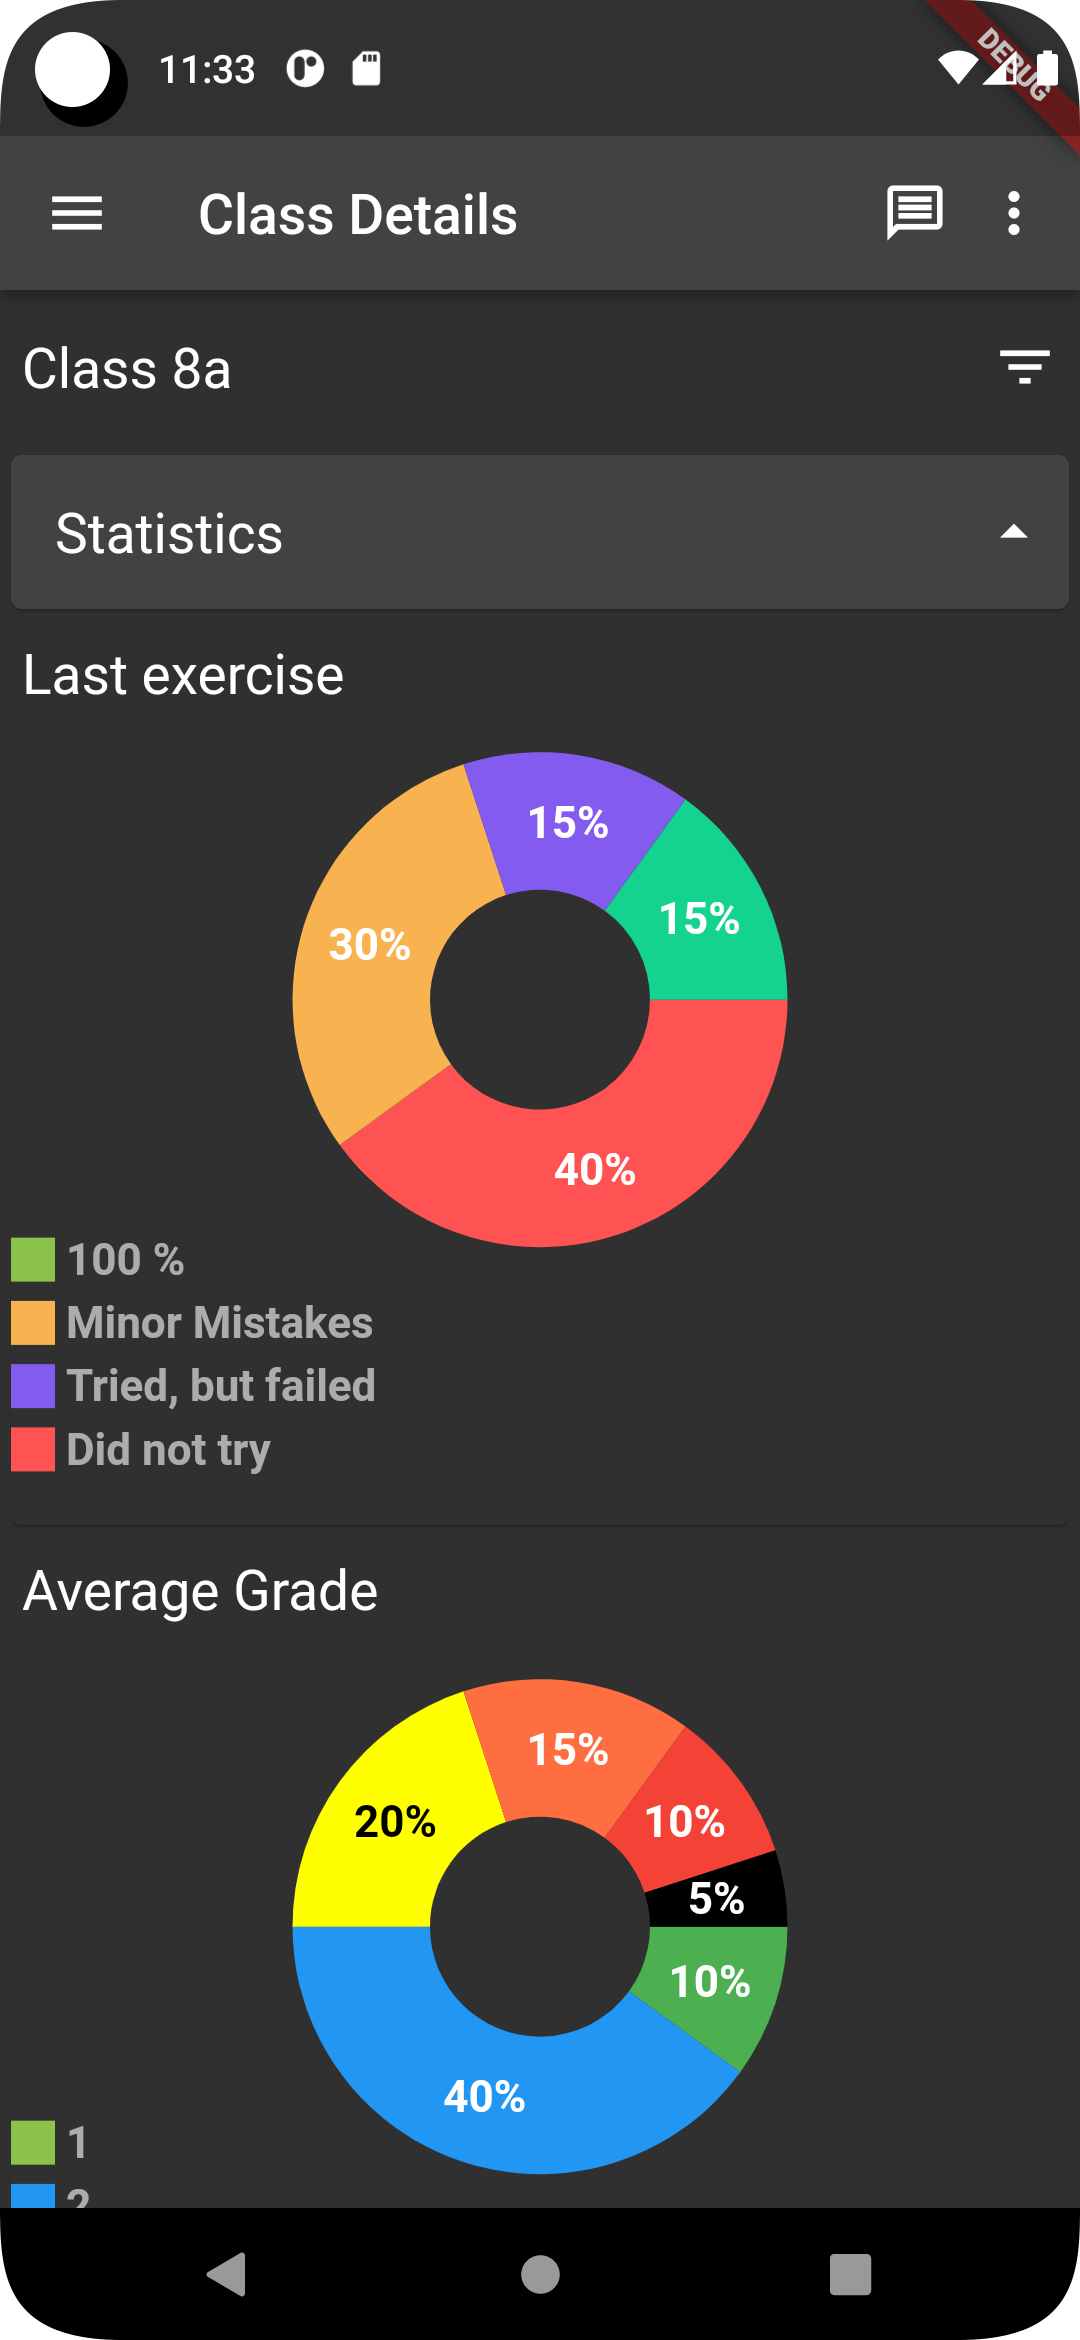 11:33
DEBUG
Class Details
Class 8a
Statistics
Last exercise
15%
15%
30%
40%
100 %
Minor Mistakes
Tried, but failed
Did not try
Average Grade
15%
20%
10%
5%
10%
40%
1
2